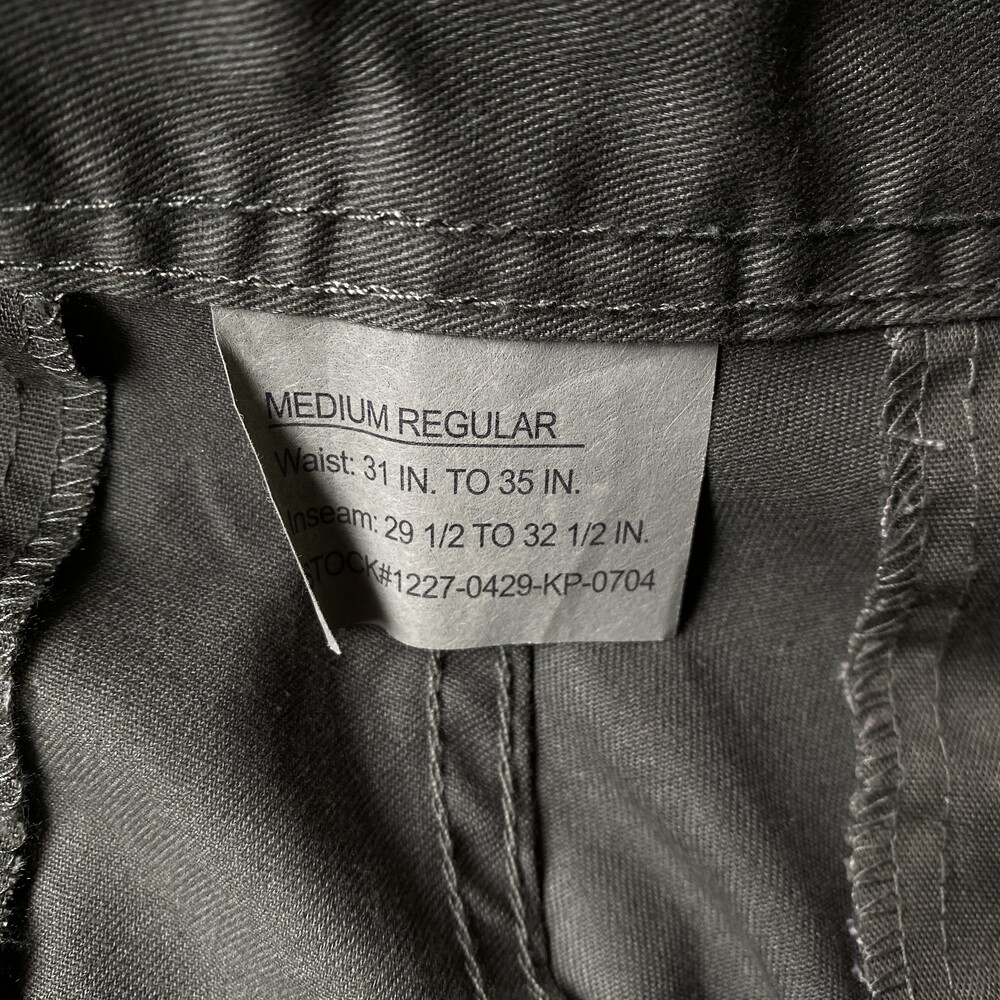 MEDIUM REGULAR
Waist: 31 IN. TO 35 IN.
Inseam: 29 1/2 TO 32 1/2 IN.
STOCK#1227-0429-KP-0704